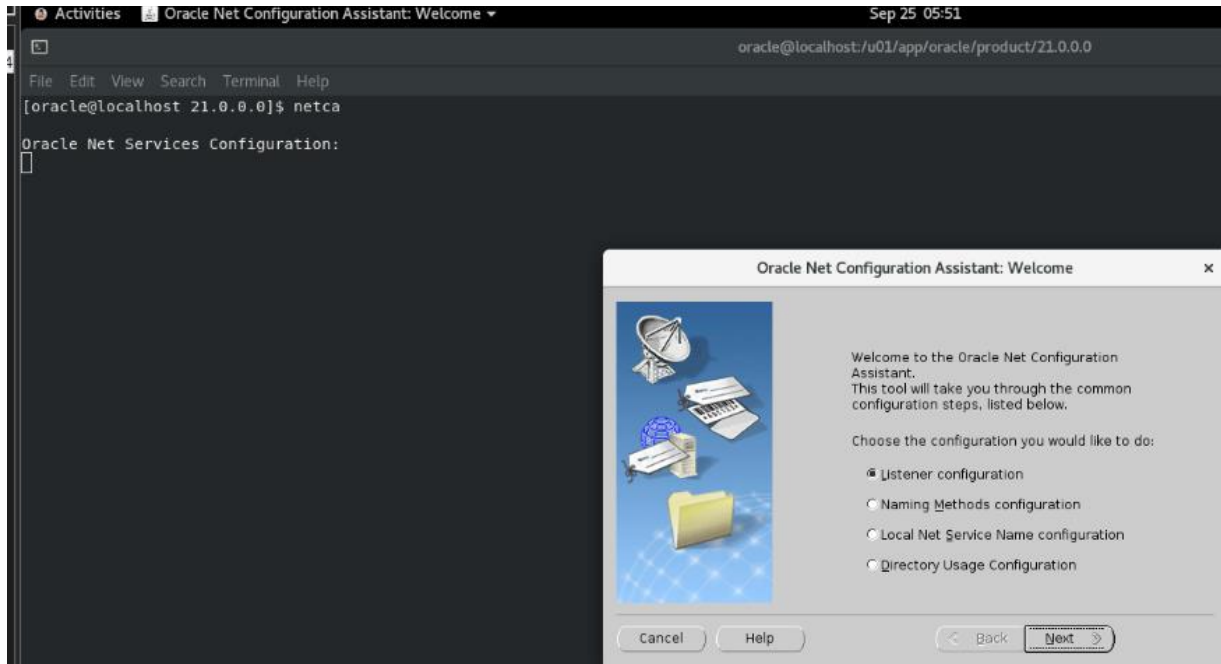 Activities Oracle Net Configuration Assistant: Welcome Sep 25 05:51
oracle@localhost:/u01/app/oracle/product/21.0.0.0
4
File Edit View Search Terminal Help
[oracle@localhost 21.0.0.0]$ netca
Oracle Net Services Configuration:
Oracle Net Configuration Assistant: Welcome
Welcome to the Oracle Net Configuration
Assistant.
This tool will take you through the common
configuration steps, listed below.
Choose the configuration you would like to do:
Listener configuration
Naming Methods configuration
Local Net Service Name configuration
Directory Usage Configuration
Cancel Help Back Next